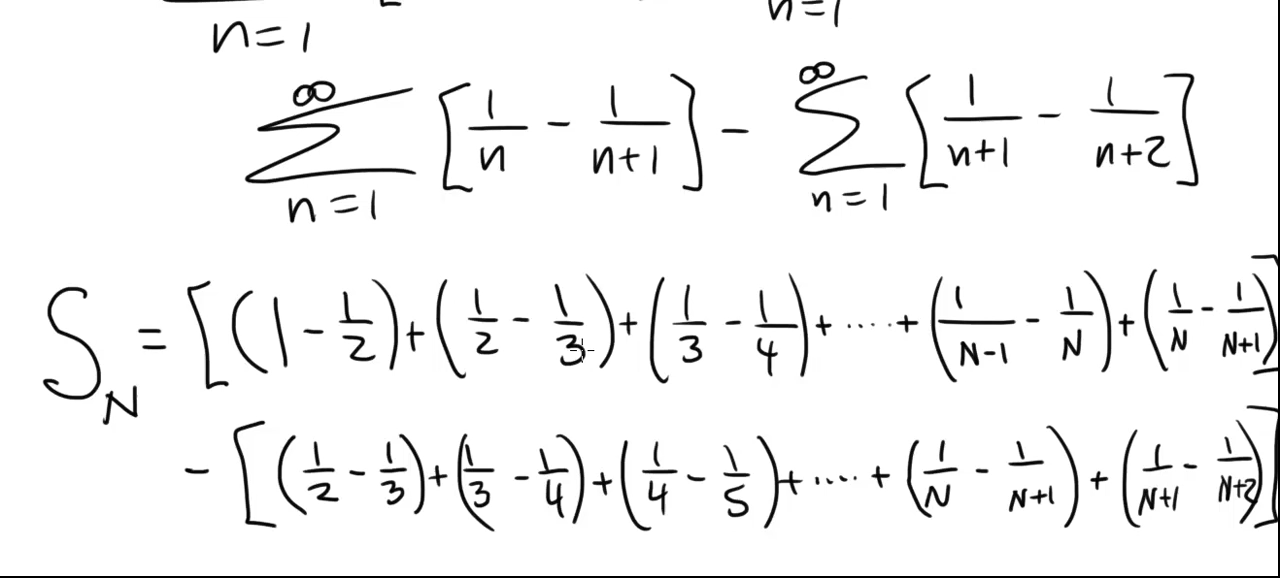 n=1 n=1
∞ ∑ n=1 [1/n - 1/(n+1)] - ∞ ∑ n=1 [1/(n+1) - 1/(n+2)]
S_N = [(1 - 1/2) + (1/2 - 1/3) + (1/3 - 1/4) + ..... + (1/(N-1) - 1/N) + (1/N - 1/(N+1))]
- [(1/2 - 1/3) + (1/3 - 1/4) + (1/4 - 1/5) + ..... + (1/N - 1/(N+1)) + (1/(N+1) - 1/(N+2))]